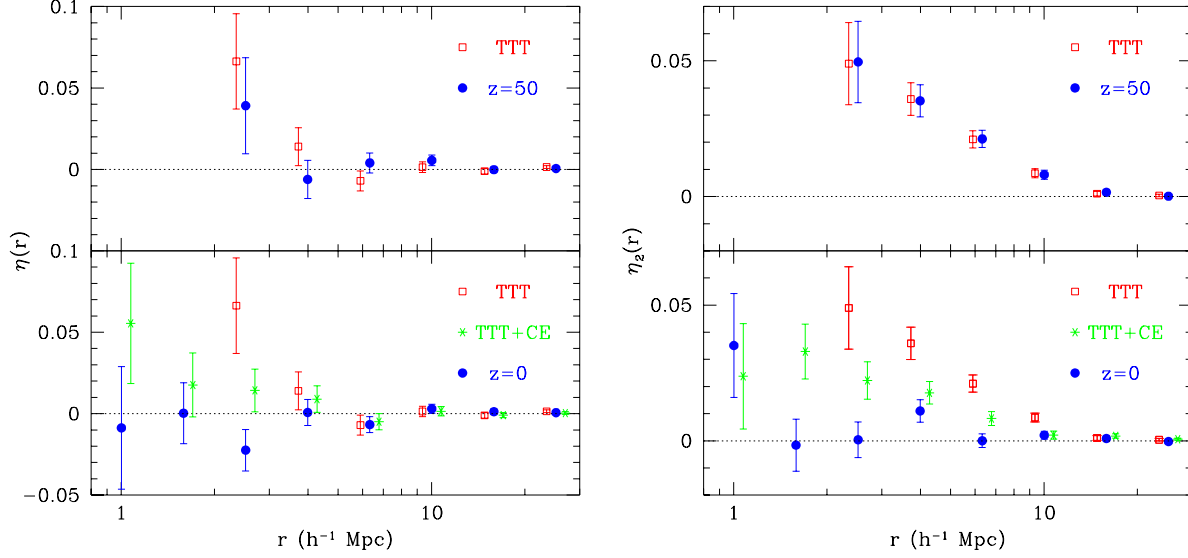 0.1
TTT
0.05
z=50
0
0.1
TTT
0.05
TTT+CE
z=0
0
−0.05
1
10
η(r)
r (h⁻¹ Mpc)
TTT
0.05
z=50
0
TTT
0.05
TTT+CE
z=0
0
1
10
η₂(r)
r (h⁻¹ Mpc)